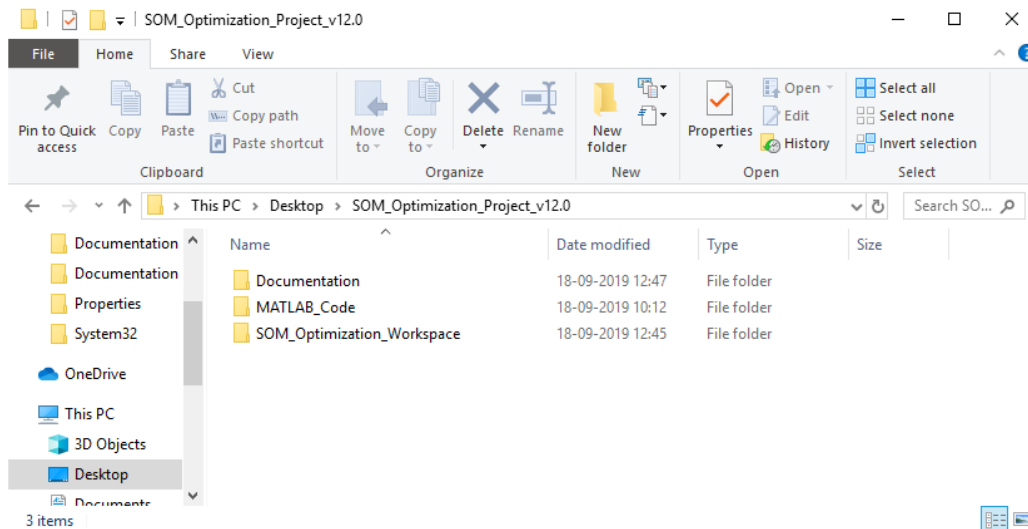 SOM_Optimization_Project_v12.0
File Home Share View
Pin to Quick access
Copy
Paste
Cut
Copy path
Paste shortcut
Clipboard
Move to
Copy to
Delete
Rename
Organize
New folder
New
Properties
Open
Edit
History
Open
Select all
Select none
Invert selection
Select
This PC > Desktop > SOM_Optimization_Project_v12.0
Search SO...
Documentation
Documentation
Properties
System32
OneDrive
This PC
3D Objects
Desktop
Documents
Name Date modified Type Size
Documentation 18-09-2019 12:47 File folder
MATLAB_Code 18-09-2019 10:12 File folder
SOM_Optimization_Workspace 18-09-2019 12:45 File folder
3 items